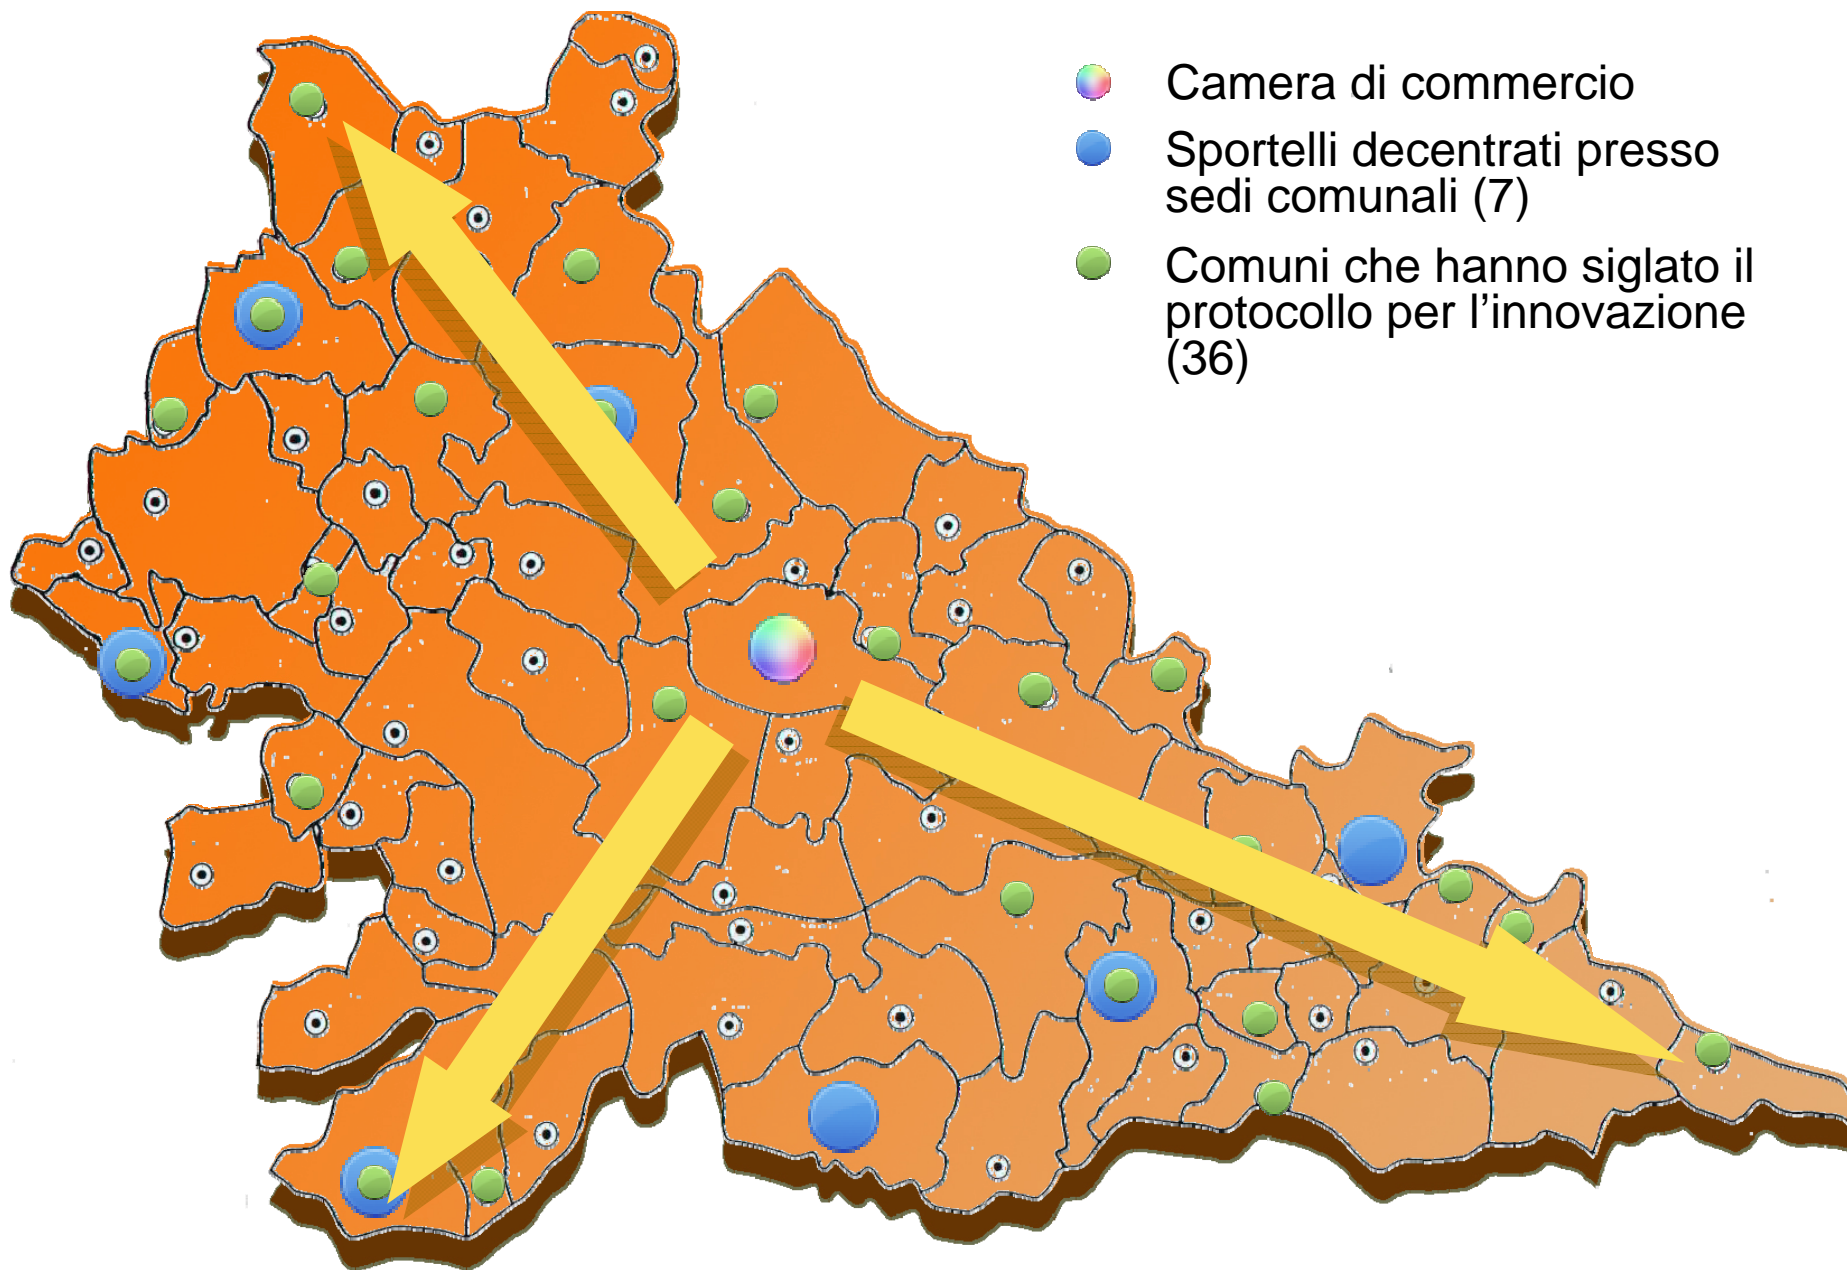 Camera di commercio
Sportelli decentrati presso
sedi comunali (7)
Comuni che hanno siglato il
protocollo per l’innovazione
(36)